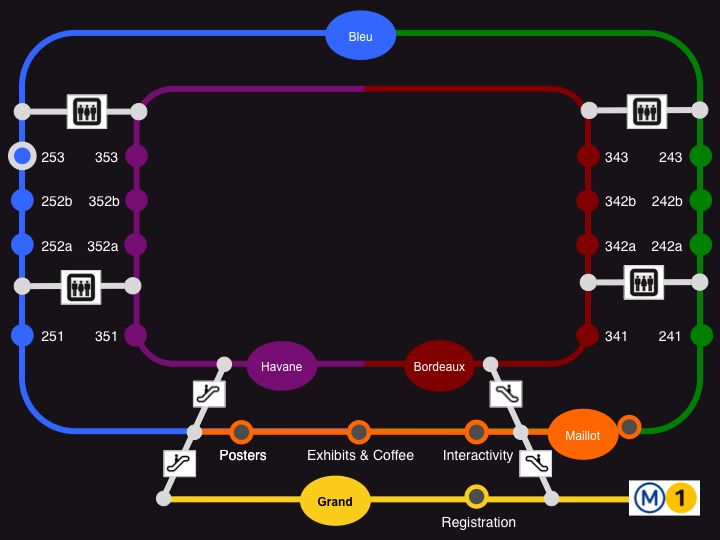 Bleu
253 353 343 243
252b 352b 342b 242b
252a 352a 342a 242a
251 351 341 241
Havane Bordeaux
Maillot
Posters Exhibits & Coffee Interactivity
Grand
M 1
Registration